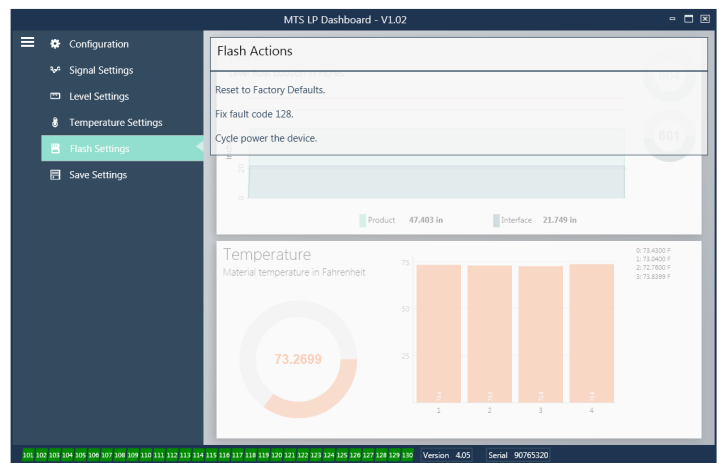 MTS LP Dashboard - V1.02
Configuration
Signal Settings
Level Settings
Temperature Settings
Flash Settings
Save Settings
Flash Actions
Reset to Factory Defaults.
Fix fault code 128.
Cycle power the device.
601
20
0
Product 47.403 in
Interface 21.749 in
Temperature
Material temperature in Fahrenheit
73.2699
75
50
25
1 2 3 4
0: 73.4300 F
1: 73.0400 F
2: 72.7600 F
3: 73.8399 F
101 102 103 104 105 106 107 108 109 110 111 112 113 114 115 116 117 118 119 120 121 122 123 124 125 126 127 128 129 130 Version 4.05 Serial 90765320